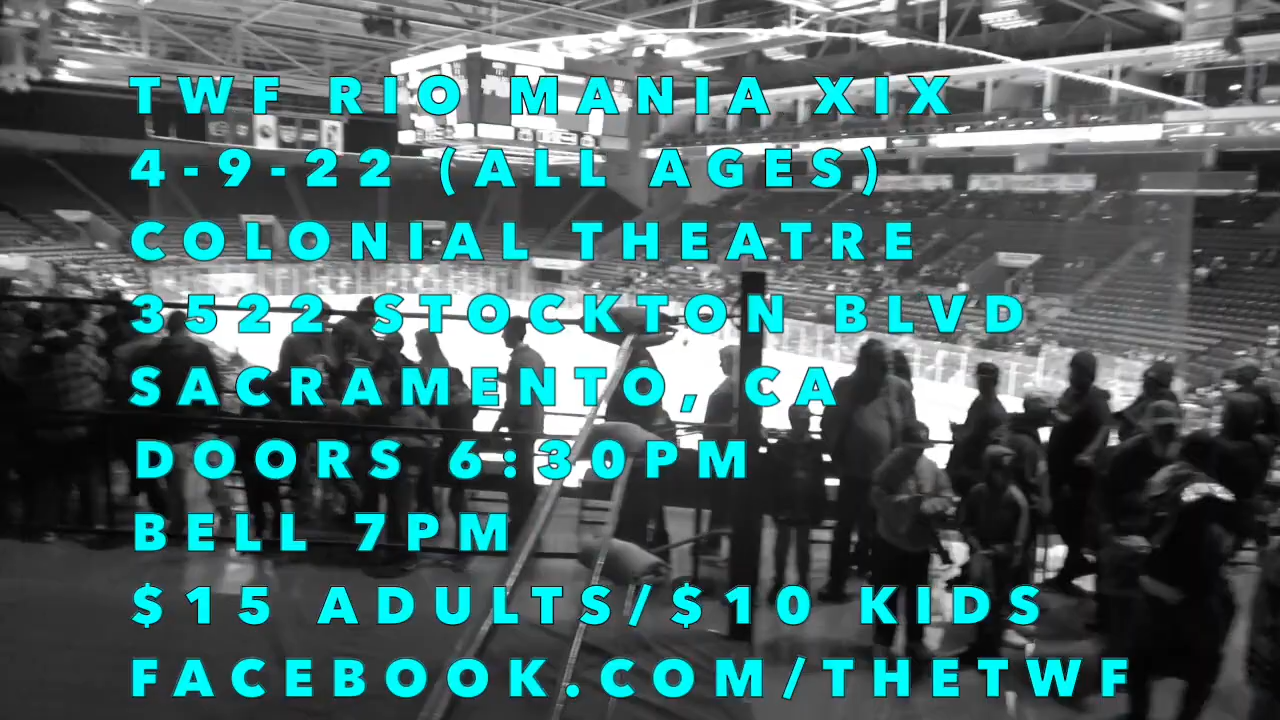 TWF RIO MANIA XIX
4-9-22 (ALL AGES)
COLONIAL THEATRE
3522 STOCKTON BLVD
SACRAMENTO, CA
DOORS 6:30PM
BELL 7PM
$15 ADULTS/$10 KIDS
FACEBOOK.COM/THETWF